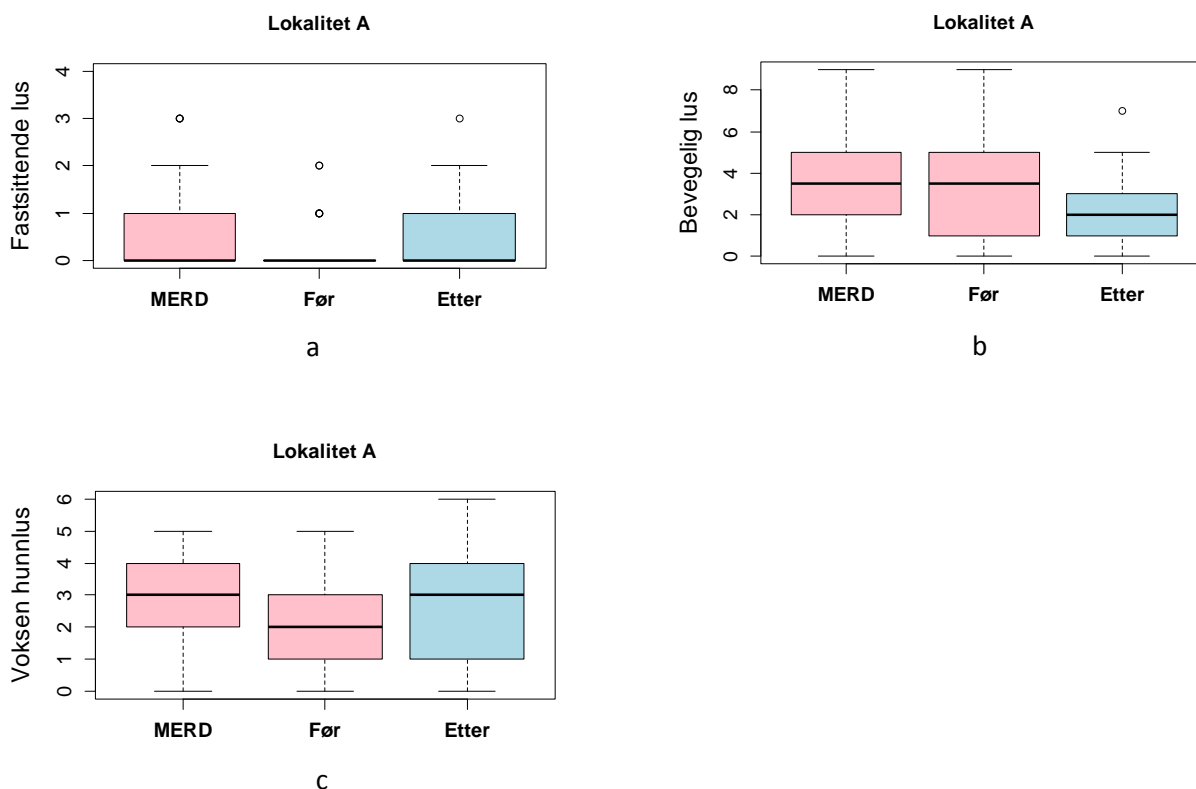 Lokalitet A
Fastsittende lus
4
3
2
1
0
MERD Før Etter
a
Lokalitet A
Bevegelig lus
8
6
4
2
0
MERD Før Etter
b
Lokalitet A
Voksen hunnlus
6
5
4
3
2
1
0
MERD Før Etter
c